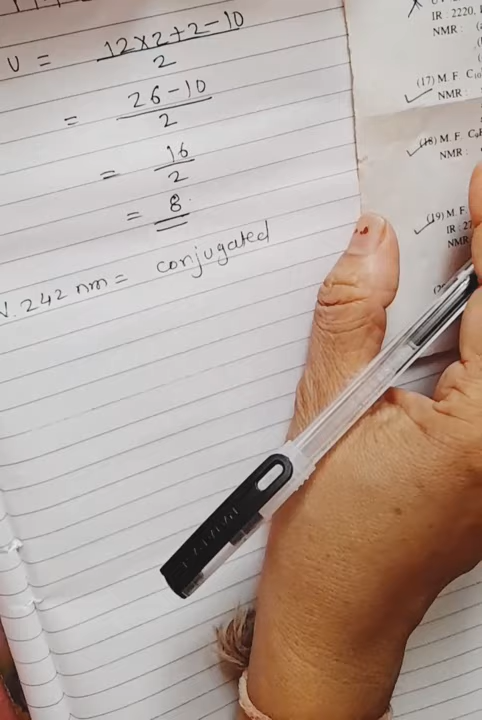 U = 12×2+2-10
2
= 26-10
2
= 16
2
= 8
V. 242 nm = conjugated
IR : 2220,
NMR :
(17) M. F. C10
NMR :
(18) M. F. C9
NMR :
(19) M. F.
IR : 27
NMR